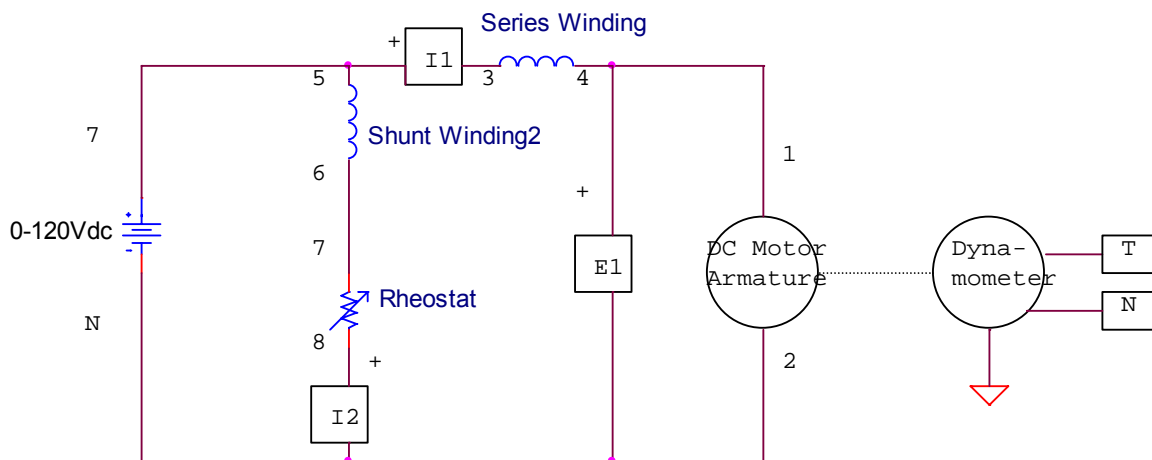 Series Winding
+
I1
5
3
4
7
Shunt Winding2
1
6
+
0-120Vdc
+
-
7
E1
DC Motor
Armature
Dyna-
mometer
T
N
Rheostat
N
8
+
2
I2